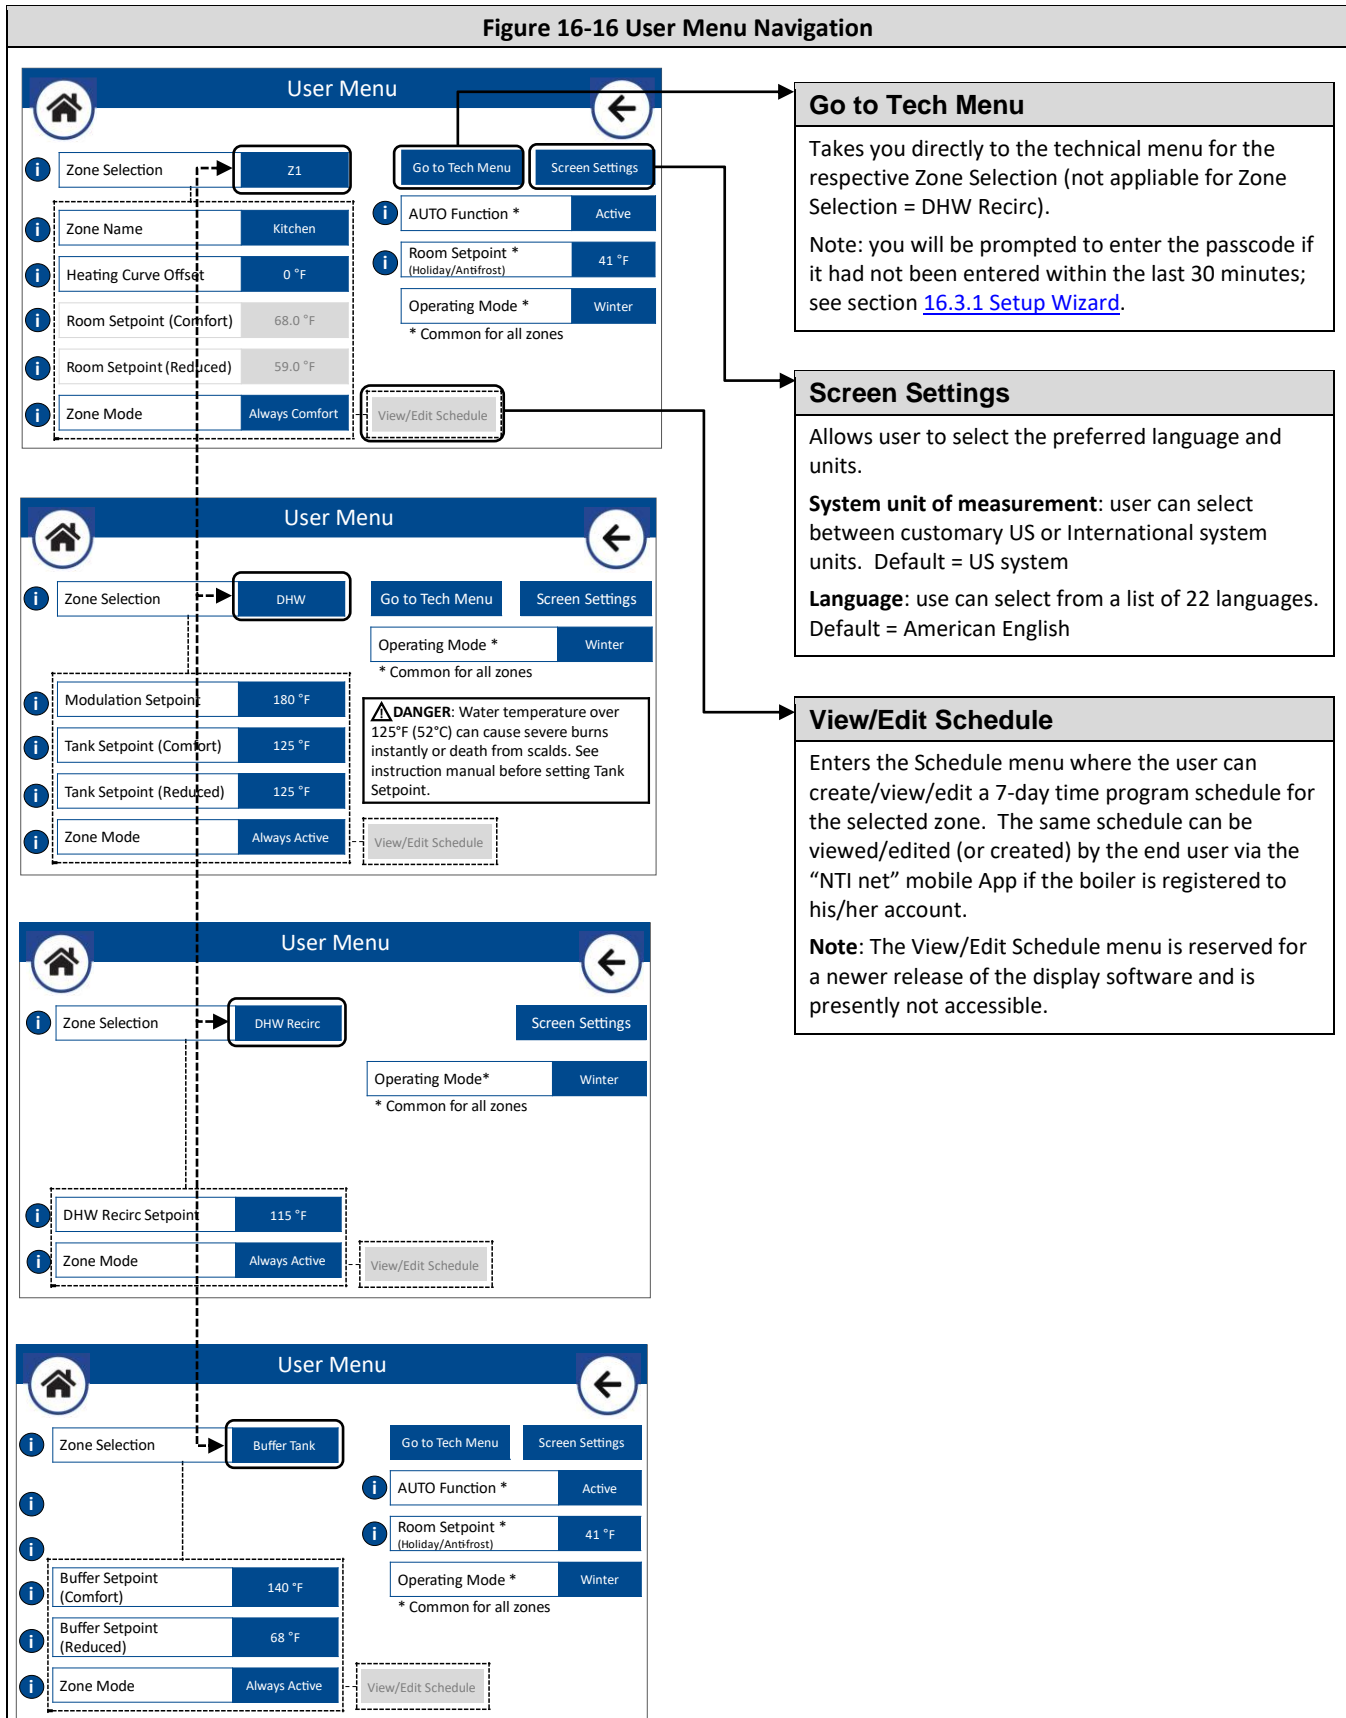 Figure 16-16 User Menu Navigation
User Menu
i Zone Selection Z1
Go to Tech Menu Screen Settings
i Zone Name Kitchen
i AUTO Function * Active
i Heating Curve Offset 0 °F
i Room Setpoint * 41 °F
(Holiday/Antifrost)
i Room Setpoint (Comfort) 68.0 °F
Operating Mode * Winter
* Common for all zones
i Room Setpoint (Reduced) 59.0 °F
i Zone Mode Always Comfort View/Edit Schedule
User Menu
i Zone Selection DHW
Go to Tech Menu Screen Settings
Operating Mode * Winter
* Common for all zones
i Modulation Setpoint 180 °F
i Tank Setpoint (Comfort) 125 °F
i Tank Setpoint (Reduced) 125 °F
i Zone Mode Always Active View/Edit Schedule
DANGER: Water temperature over
125°F (52°C) can cause severe burns
instantly or death from scalds. See
instruction manual before setting Tank
Setpoint.
User Menu
i Zone Selection DHW Recirc
Screen Settings
Operating Mode* Winter
* Common for all zones
i DHW Recirc Setpoint 115 °F
i Zone Mode Always Active View/Edit Schedule
User Menu
i Zone Selection Buffer Tank
Go to Tech Menu Screen Settings
i
i AUTO Function * Active
i
i Room Setpoint * 41 °F
(Holiday/Antifrost)
Operating Mode * Winter
* Common for all zones
i Buffer Setpoint 140 °F
(Comfort)
i Buffer Setpoint 68 °F
(Reduced)
i Zone Mode Always Active View/Edit Schedule
Go to Tech Menu
Takes you directly to the technical menu for the
respective Zone Selection (not appliable for Zone
Selection = DHW Recirc).
Note: you will be prompted to enter the passcode if
it had not been entered within the last 30 minutes;
see section 16.3.1 Setup Wizard.
Screen Settings
Allows user to select the preferred language and
units.
System unit of measurement: user can select
between customary US or International system
units. Default = US system
Language: use can select from a list of 22 languages.
Default = American English
View/Edit Schedule
Enters the Schedule menu where the user can
create/view/edit a 7-day time program schedule for
the selected zone. The same schedule can be
viewed/edited (or created) by the end user via the
“NTI net” mobile App if the boiler is registered to
his/her account.
Note: The View/Edit Schedule menu is reserved for
a newer release of the display software and is
presently not accessible.